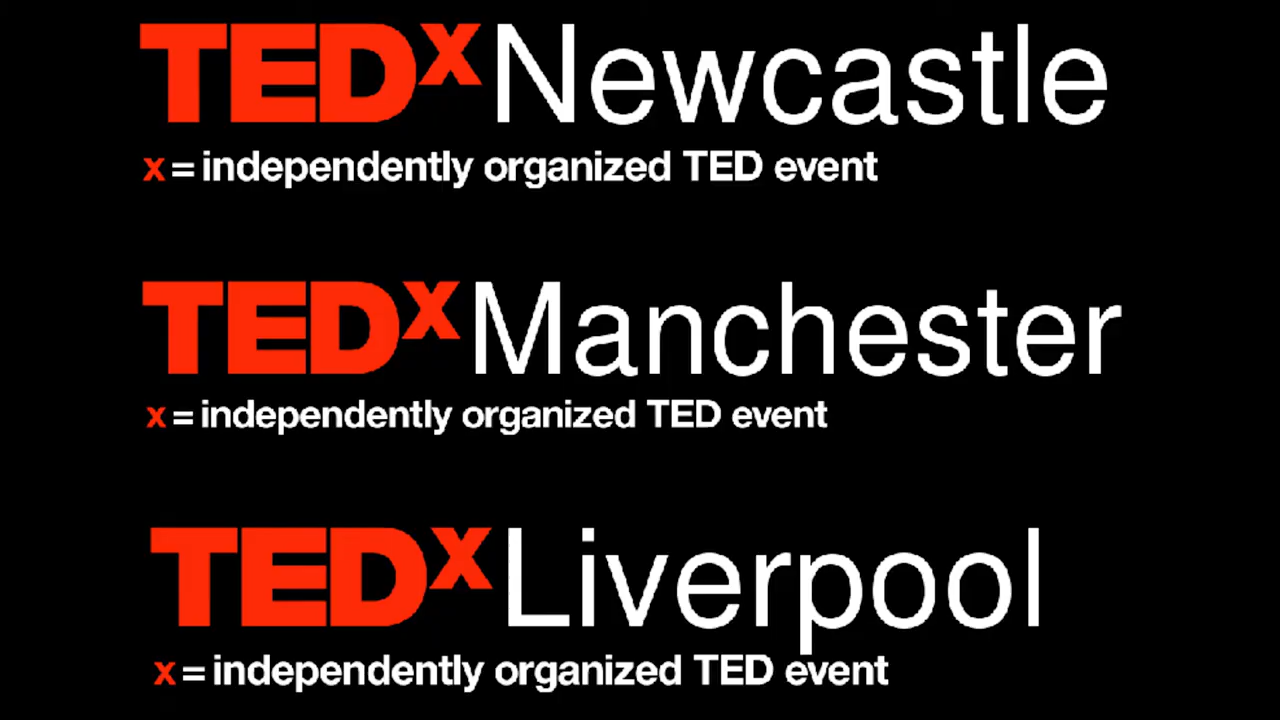 TEDxNewcastle
x = independently organized TED event
TEDxManchester
x = independently organized TED event
TEDxLiverpool
x = independently organized TED event